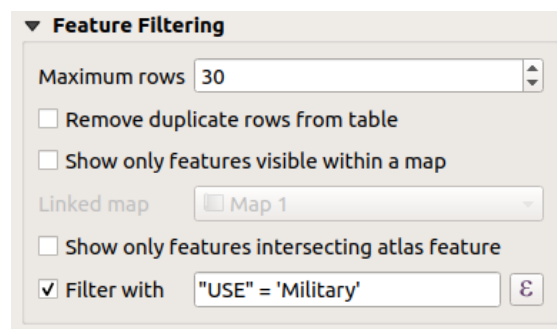 Feature Filtering
Maximum rows 30
Remove duplicate rows from table
Show only features visible within a map
Linked map Map 1
Show only features intersecting atlas feature
Filter with "USE" = 'Military' ε